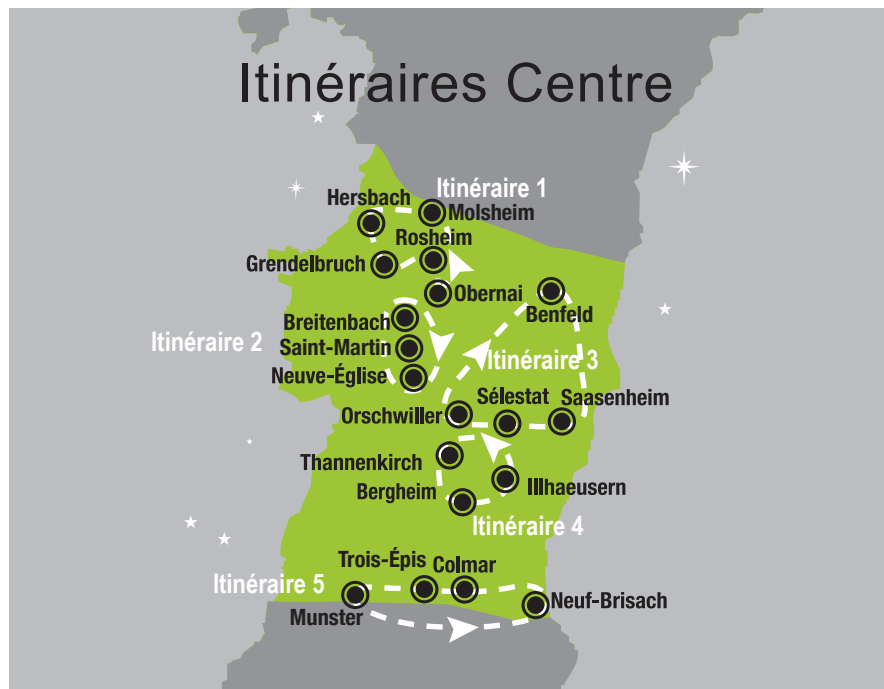 Itinéraires Centre
Itinéraire 1
Hersbach
Molsheim
Rosheim
Grendelbruch
Obernai
Benfeld
Breitenbach
Itinéraire 2
Saint-Martin
Itinéraire 3
Neuve-Église
Sélestat
Saasenheim
Orschwiller
Thannenkirch
Bergheim
Illhaeusern
Itinéraire 4
Trois-Épis
Colmar
Itinéraire 5
Neuf-Brisach
Munster